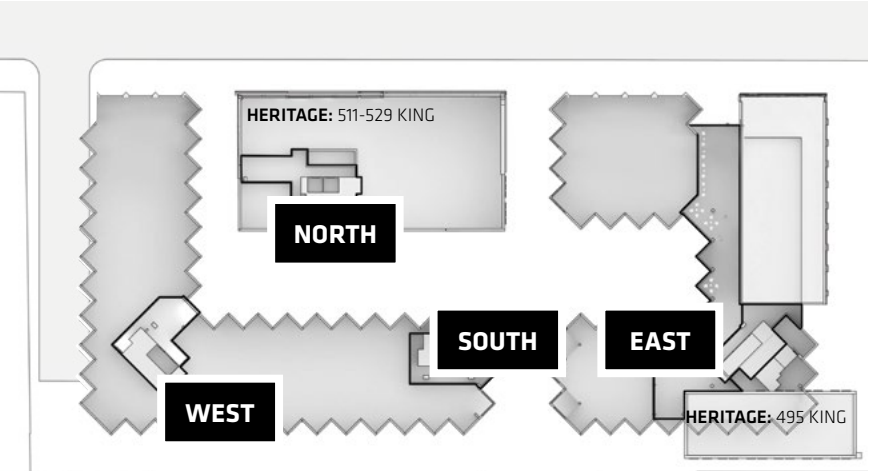 HERITAGE: 511-529 KING
NORTH
SOUTH
EAST
WEST
HERITAGE: 495 KING